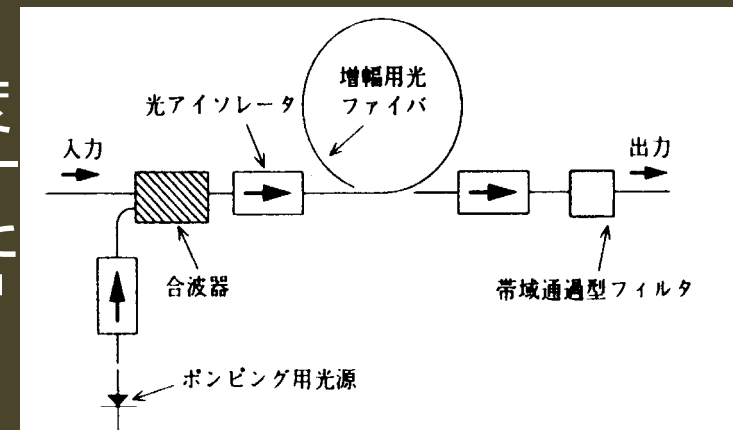 増幅用光
ファイバ
光アイソレータ
入力
出力
合波器
帯域通過型フィルタ
ポンピング用光源